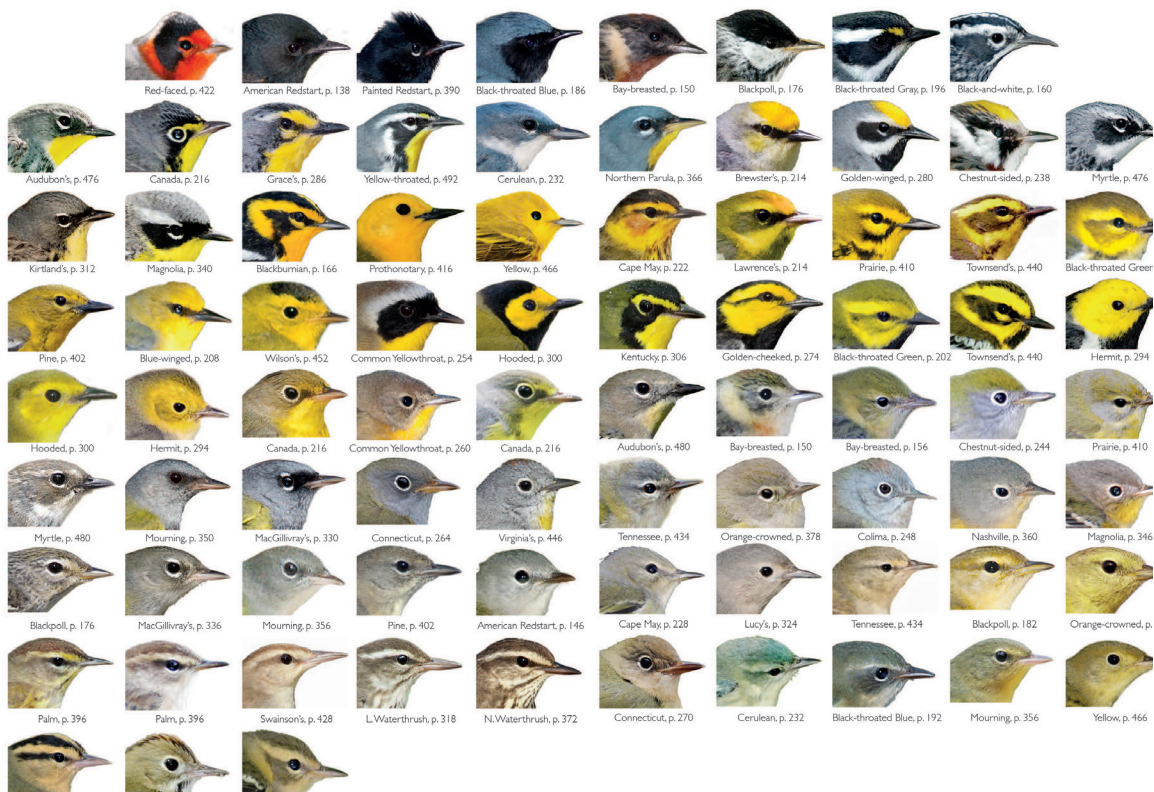 Red-faced, p. 422 American Redstart, p. 138 Painted Redstart, p. 390 Black-throated Blue, p. 186 Bay-breasted, p. 150 Blackpoll, p. 176 Black-throated Gray, p. 196 Black-and-white, p. 160
Audubon's, p. 476 Canada, p. 216 Grace's, p. 286 Yellow-throated, p. 492 Cerulean, p. 232 Northern Parula, p. 366 Brewster's, p. 214 Golden-winged, p. 280 Chestnut-sided, p. 238 Myrtle, p. 476
Kirtland's, p. 312 Magnolia, p. 340 Blackburnian, p. 166 Prothonotary, p. 416 Yellow, p. 466 Cape May, p. 222 Lawrence's, p. 214 Prairie, p. 410 Townsend's, p. 440 Black-throated Green
Pine, p. 402 Blue-winged, p. 208 Wilson's, p. 452 Common Yellowthroat, p. 254 Hooded, p. 300 Kentucky, p. 306 Golden-cheeked, p. 274 Black-throated Green, p. 202 Townsend's, p. 440 Hermit, p. 294
Hooded, p. 300 Hermit, p. 294 Canada, p. 216 Common Yellowthroat, p. 260 Canada, p. 216 Audubon's, p. 480 Bay-breasted, p. 150 Bay-breasted, p. 156 Chestnut-sided, p. 244 Prairie, p. 410
Myrtle, p. 480 Mourning, p. 350 MacGillivray's, p. 330 Connecticut, p. 264 Virginia's, p. 446 Tennessee, p. 434 Orange-crowned, p. 378 Colima, p. 248 Nashville, p. 360 Magnolia, p. 346
Blackpoll, p. 176 MacGillivray's, p. 336 Mourning, p. 356 Pine, p. 402 American Redstart, p. 146 Cape May, p. 228 Lucy's, p. 324 Tennessee, p. 434 Blackpoll, p. 182 Orange-crowned, p.
Palm, p. 396 Palm, p. 396 Swainson's, p. 428 L. Waterthrush, p. 318 N. Waterthrush, p. 372 Connecticut, p. 270 Cerulean, p. 232 Black-throated Blue, p. 192 Mourning, p. 356 Yellow, p. 466